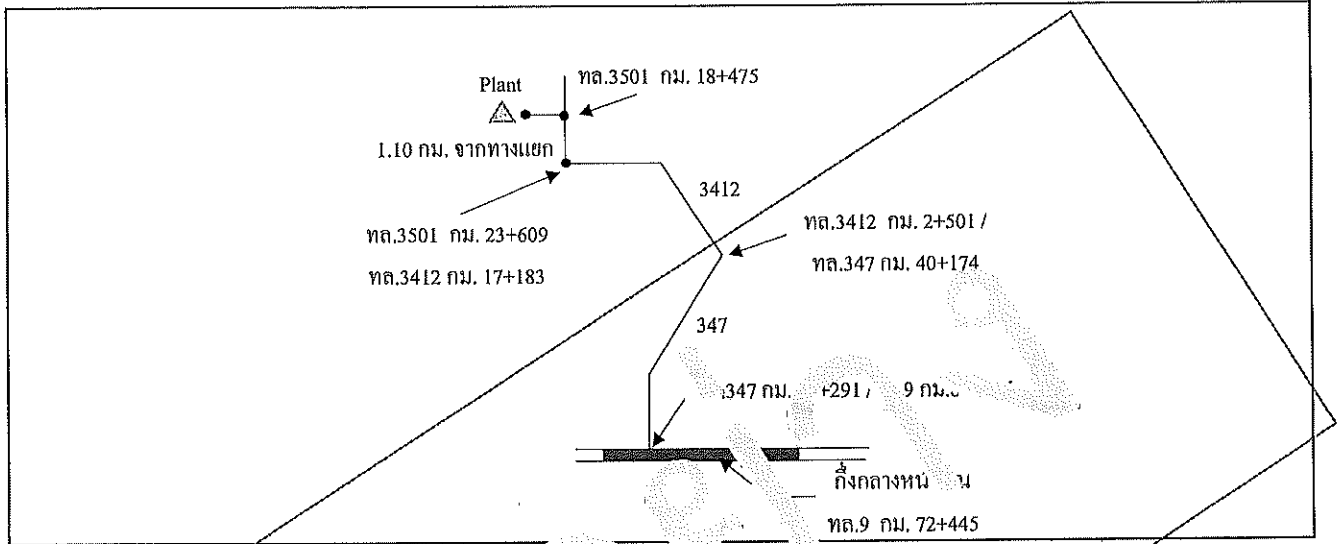 Plant
ทล.3501 กม. 18+475
1.10 กม. จากทางแยก
3412
ทล.3501 กม. 23+609
ทล.3412 กม. 17+183
ทล.3412 กม. 2+501 /
ทล.347 กม. 40+174
347
.347 กม. +291 / 9 กม.
กึ่งกลาง
ทล.9 กม. 72+445